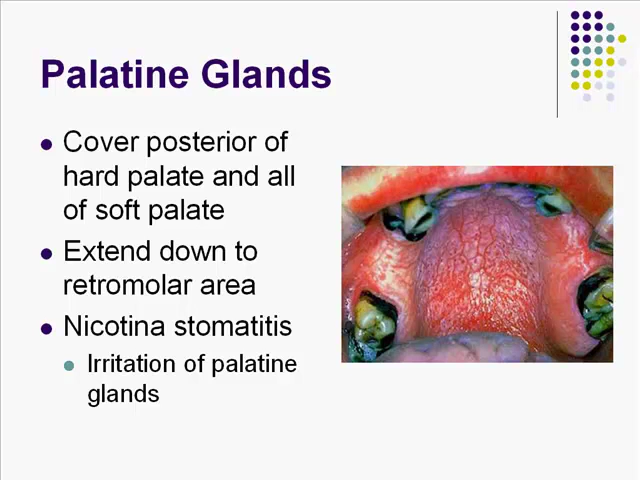 Palatine Glands
Cover posterior of
hard palate and all
of soft palate
Extend down to
retromolar area
Nicotina stomatitis
Irritation of palatine
glands